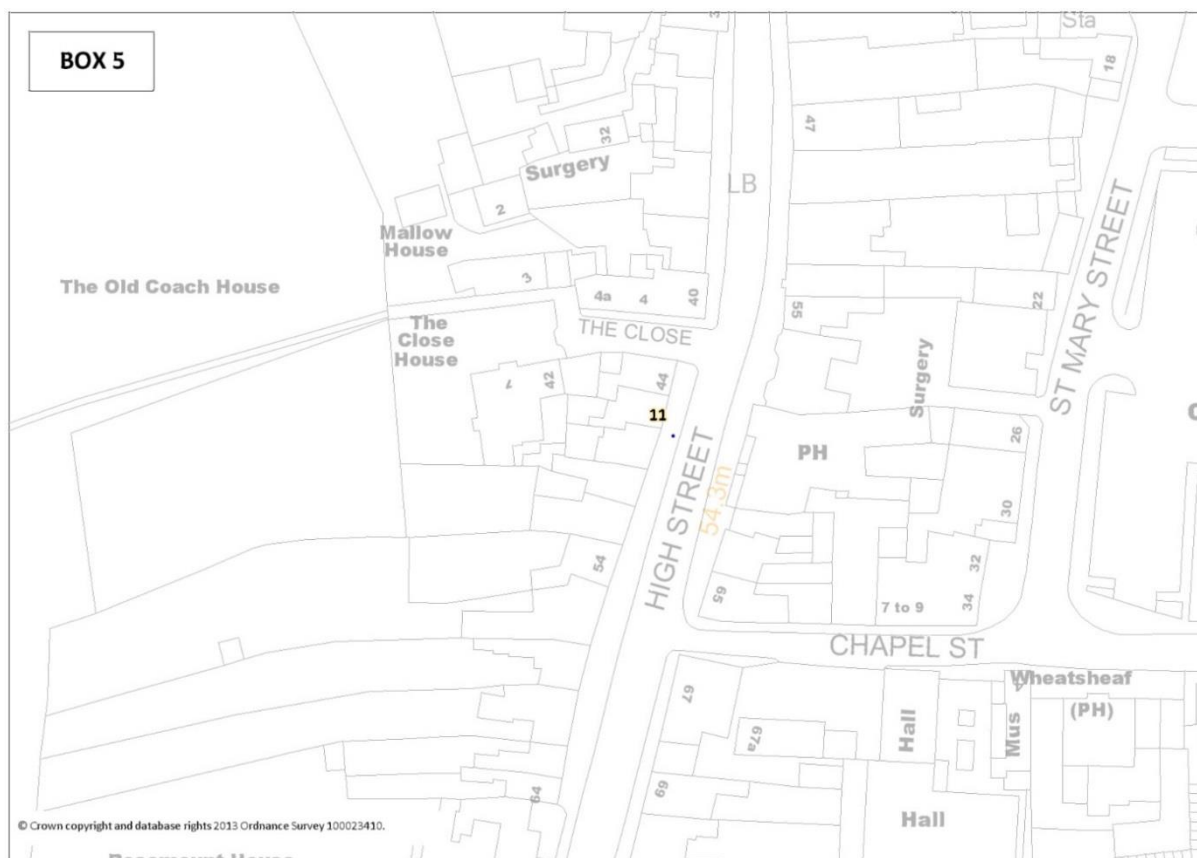 BOX 5
Sta
18
32
47
Surgery
LB
2
Mallow
House
ST MARY STREET
3
The Old Coach House
4a
4
40
22
55
The
Close
House
THE CLOSE
Surgery
7
42
44
11
26
PH
HIGH STREET
54.3m
30
54
32
65
7 to 9
34
CHAPEL ST
67
Wheatsheaf
(PH)
4
Hall
Mus
67a
64
69
Hall
© Crown copyright and database rights 2013 Ordnance Survey 100023410.